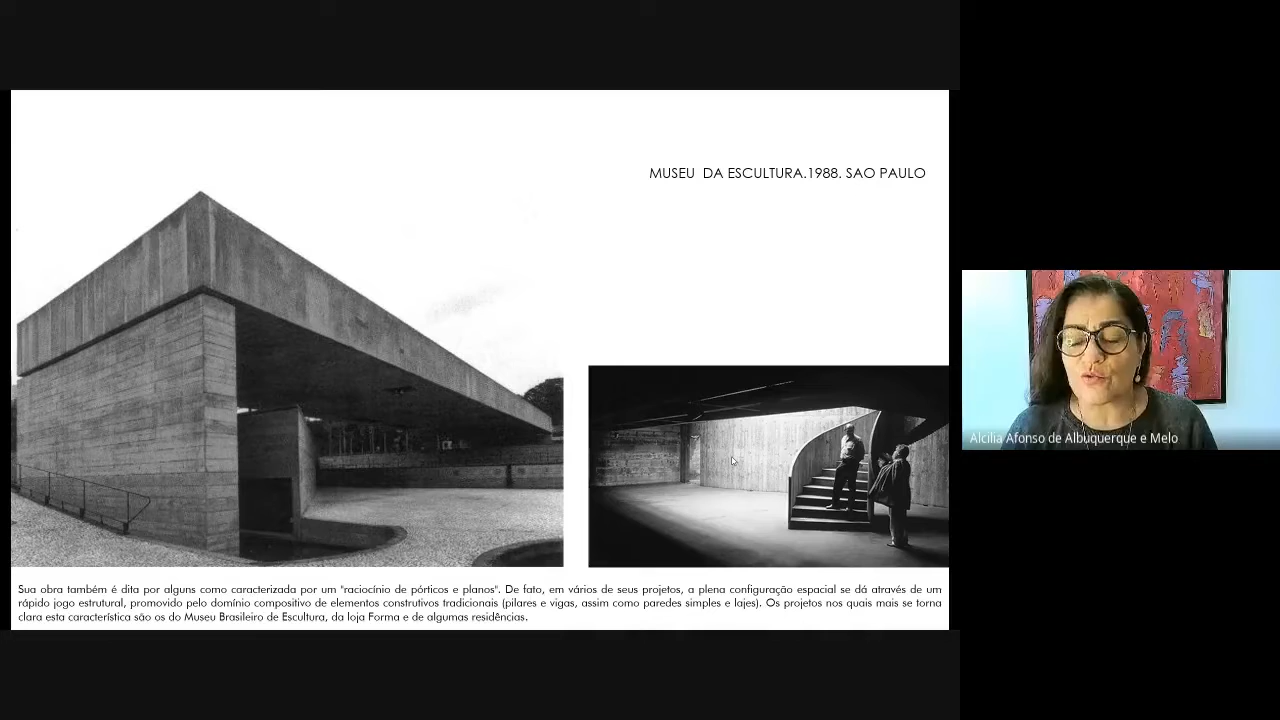 MUSEU  DA ESCULTURA.1988. SAO PAULO
Alcilia Afonso de Albuquerque e Melo
Sua obra também é dita por alguns como caracterizada por um "raciocínio de pórticos e planos". De fato, em vários de seus projetos, a plena configuração espacial se dá através de um
rápido jogo estrutural, promovido pelo domínio compositivo de elementos construtivos tradicionais (pilares e vigas, assim como paredes simples e lajes). Os projetos nos quais mais se torna
clara esta característica são os do Museu Brasileiro de Escultura, da loja Forma e de algumas residências.